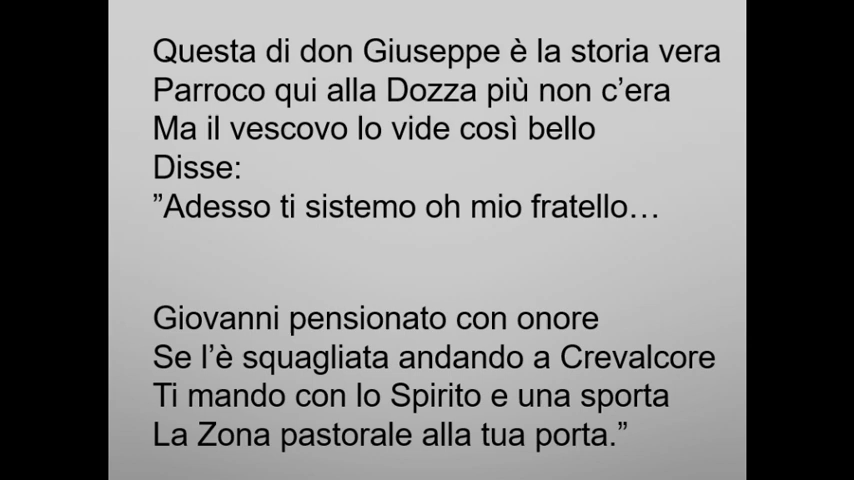 Questa di don Giuseppe è la storia vera
Parroco qui alla Dozza più non c’era
Ma il vescovo lo vide così bello
Disse:
”Adesso ti sistemo oh mio fratello…
Giovanni pensionato con onore
Se l’è squagliata andando a Crevalcore
Ti mando con lo Spirito e una sporta
La Zona pastorale alla tua porta.”